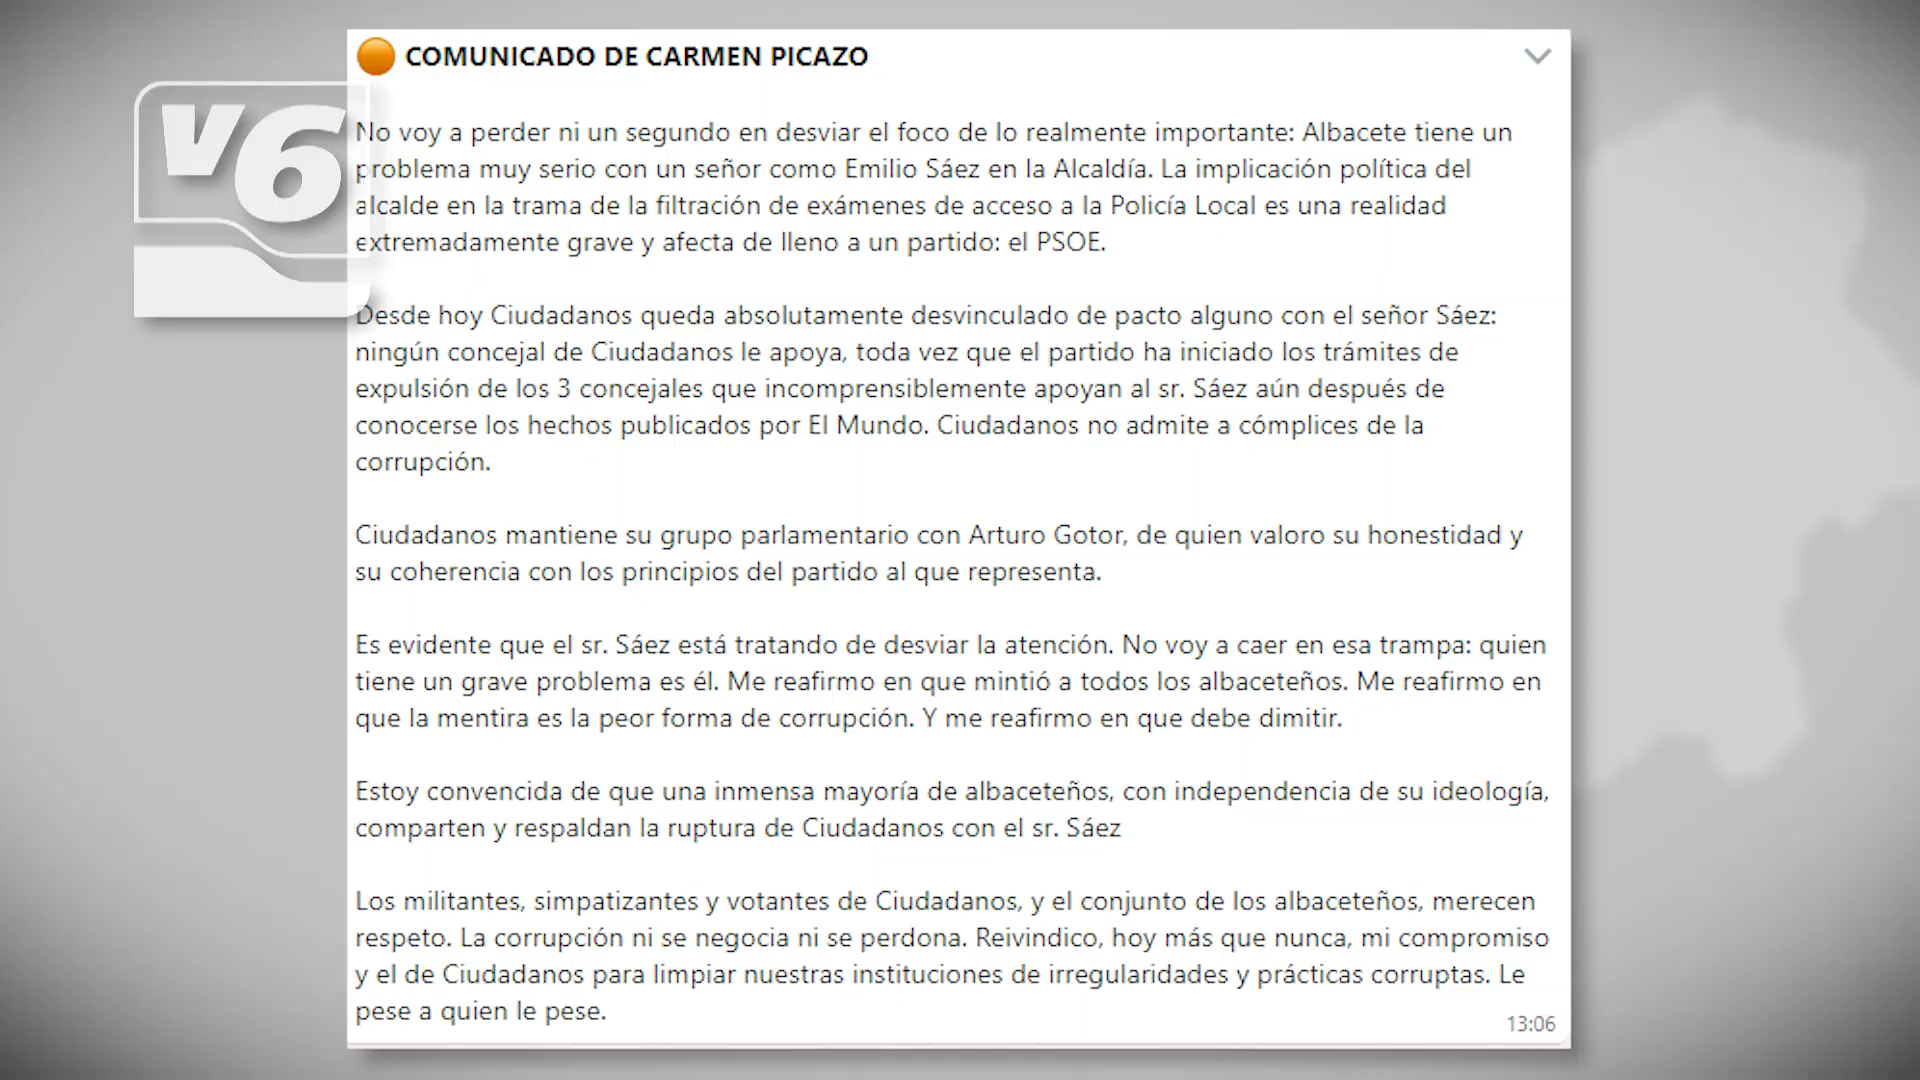 COMUNICADO DE CARMEN PICAZO
V6
No voy a perder ni un segundo en desviar el foco de lo realmente importante: Albacete tiene un
problema muy serio con un señor como Emilio Sáez en la Alcaldía. La implicación política del
alcalde en la trama de la filtración de exámenes de acceso a la Policía Local es una realidad
extremadamente grave y afecta de lleno a un partido: el PSOE.
Desde hoy Ciudadanos queda absolutamente desvinculado de pacto alguno con el señor Sáez:
ningún concejal de Ciudadanos le apoya, toda vez que el partido ha iniciado los trámites de
expulsión de los 3 concejales que incomprensiblemente apoyan al sr. Sáez aún después de
conocerse los hechos publicados por El Mundo. Ciudadanos no admite a cómplices de la
corrupción.
Ciudadanos mantiene su grupo parlamentario con Arturo Gotor, de quien valoro su honestidad y
su coherencia con los principios del partido al que representa.
Es evidente que el sr. Sáez está tratando de desviar la atención. No voy a caer en esa trampa: quien
tiene un grave problema es él. Me reafirmo en que mintió a todos los albaceteños. Me reafirmo en
que la mentira es la peor forma de corrupción. Y me reafirmo en que debe dimitir.
Estoy convencida de que una inmensa mayoría de albaceteños, con independencia de su ideología,
comparten y respaldan la ruptura de Ciudadanos con el sr. Sáez
Los militantes, simpatizantes y votantes de Ciudadanos, y el conjunto de los albaceteños, merecen
respeto. La corrupción ni se negocia ni se perdona. Reivindico, hoy más que nunca, mi compromiso
y el de Ciudadanos para limpiar nuestras instituciones de irregularidades y prácticas corruptas. Le
pese a quien le pese.
13:06